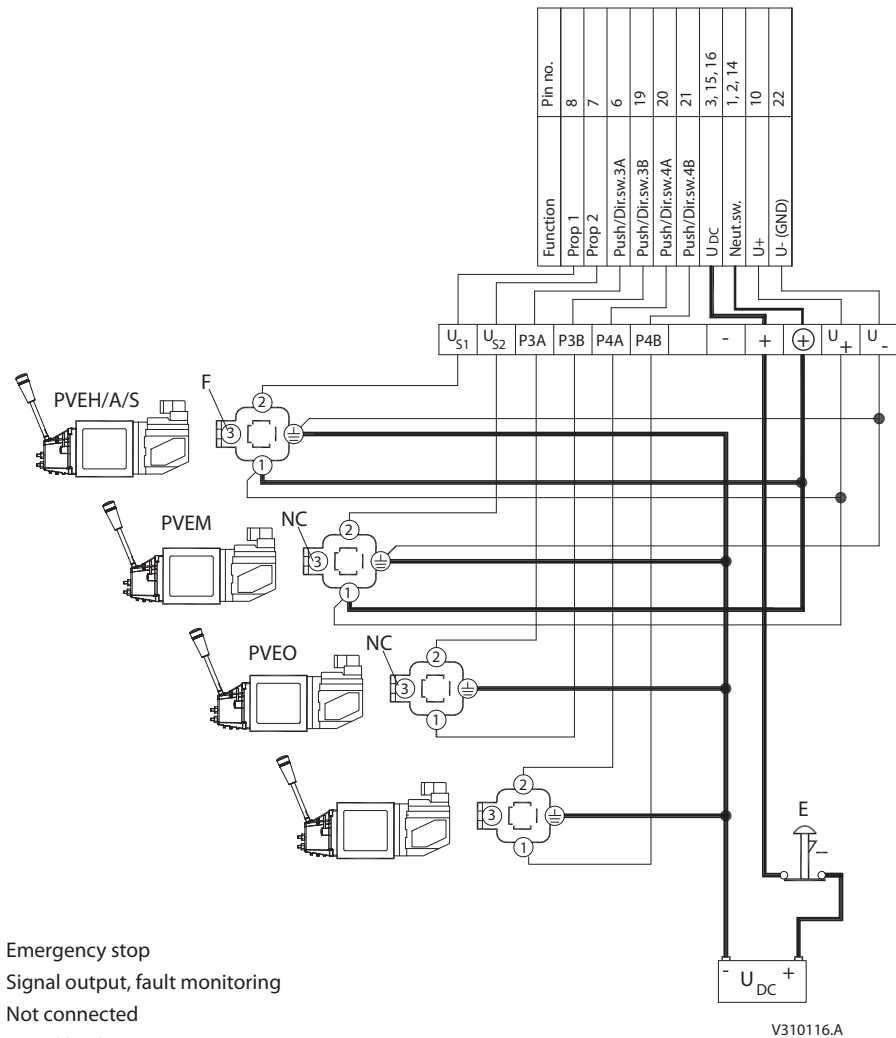 Function Pin no.
Prop 1 8
Prop 2 7
Push/Dir.sw.3A 6
Push/Dir.sw.3B 19
Push/Dir.sw.4A 20
Push/Dir.sw.4B 21
U DC 3, 15, 16
Neut.sw. 1, 2, 14
U+ 10
U- (GND) 22
US1 US2 P3A P3B P4A P4B - + + U+ U-
PVEH/A/S
F
2
3
1
PVEM
NC
2
3
1
PVEO
NC
2
3
1
2
3
1
E
- UDC +
Emergency stop
Signal output, fault monitoring
Not connected
V310116.A